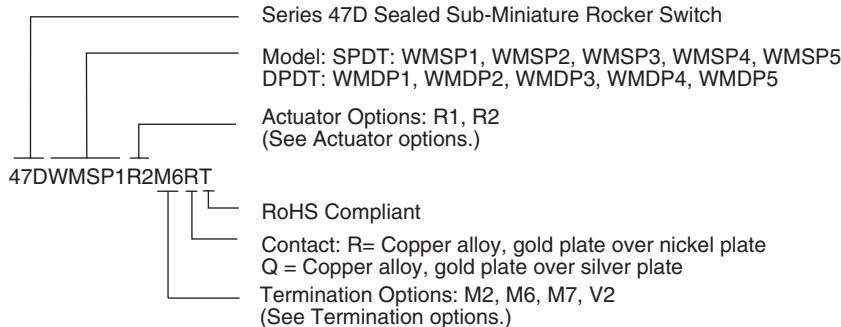 Series 47D Sealed Sub-Miniature Rocker Switch
Model: SPDT: WMSP1, WMSP2, WMSP3, WMSP4, WMSP5
DPDT: WMDP1, WMDP2, WMDP3, WMDP4, WMDP5
Actuator Options: R1, R2
(See Actuator options.)
47DWMSP1R2M6RT
RoHS Compliant
Contact: R= Copper alloy, gold plate over nickel plate
Q = Copper alloy, gold plate over silver plate
Termination Options: M2, M6, M7, V2
(See Termination options.)